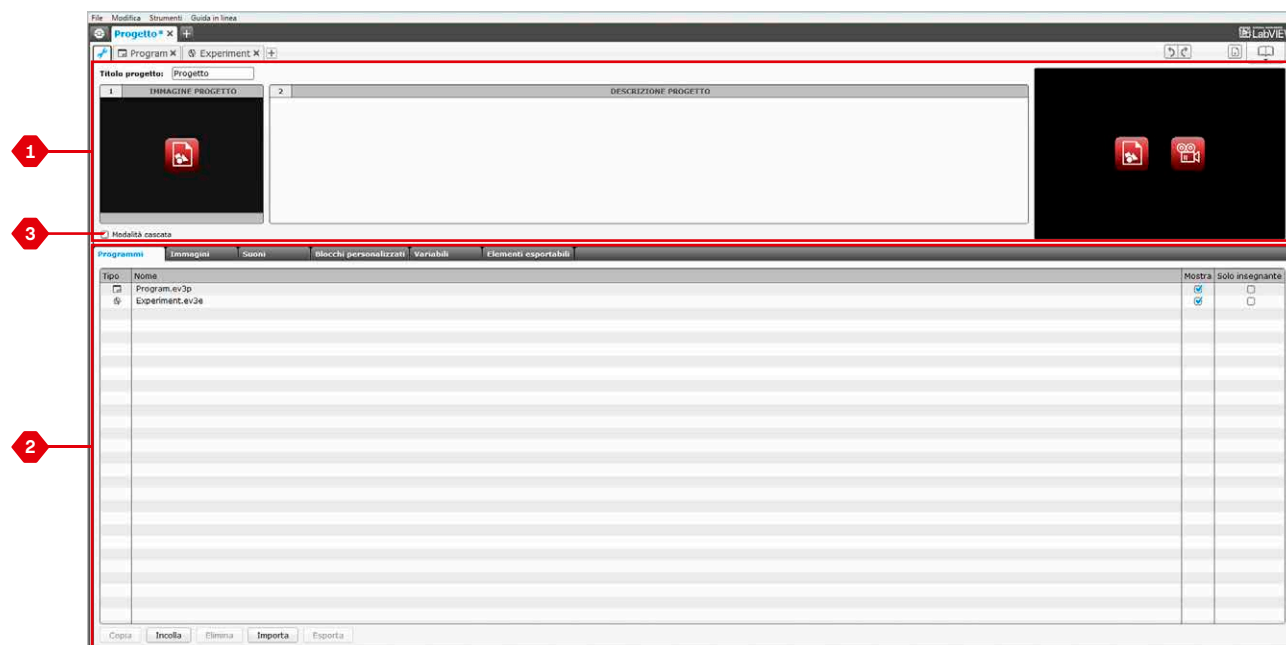 File Modifica Strumenti Guida in linea
Progetto* × +
LabVIE
Program × Experiment × +
Titolo progetto: Progetto
1 IMMAGINE PROGETTO 2 DESCRIZIONE PROGETTO
1
3
Modalità cascata
Programmi Immagini Suoni Blocchi personalizzati Variabili Elementi esportabili
Tipo Nome Mostra Solo insegnante
Program.ev3p
Experiment.ev3e
2
Copia Incolla Elimina Importa Esporta